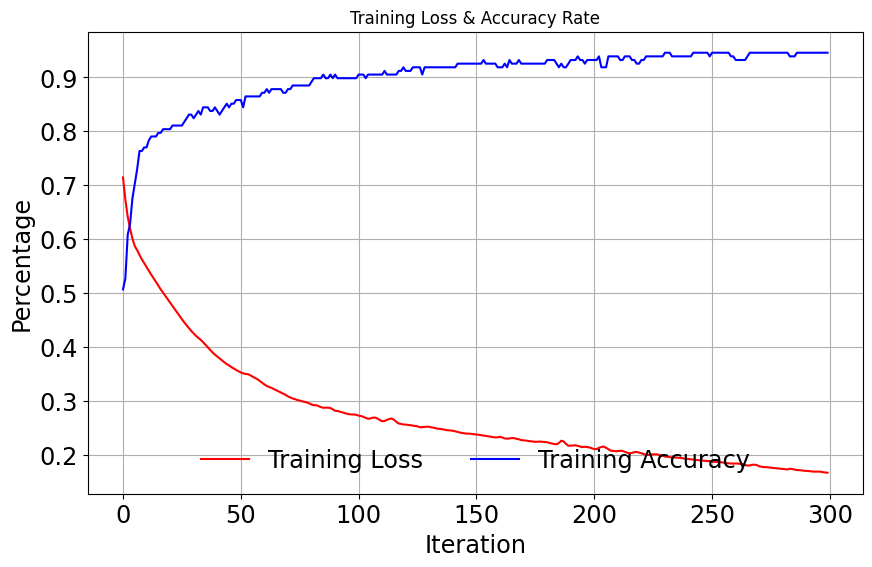 Training Loss & Accuracy Rate
0.9
0.8
0.7
0.6
0.5
0.4
0.3
0.2
Percentage
Training Loss
Training Accuracy
0 50 100 150 200 250 300
Iteration